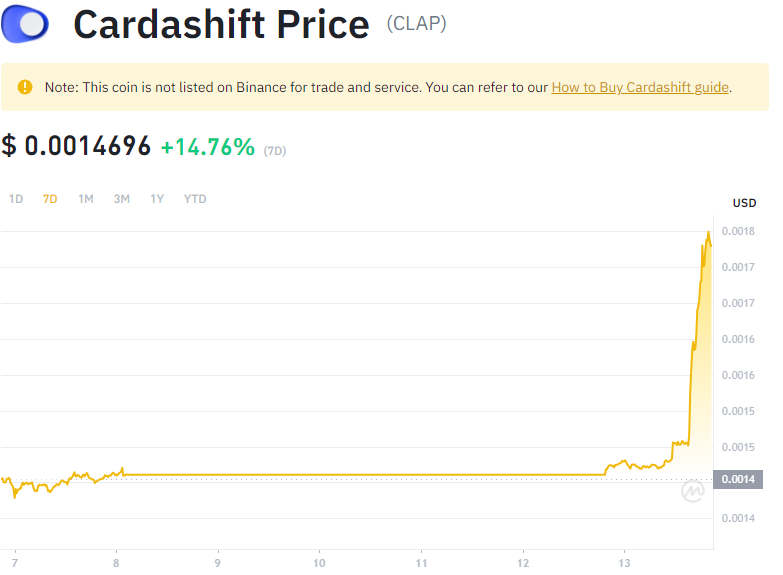 Cardashift Price (CLAP)
Note: This coin is not listed on Binance for trade and service. You can refer to our How to Buy Cardashift guide.
$ 0.0014696 +14.76% (7D)
1D 7D 1M 3M 1Y YTD
USD
0.0018
0.0017
0.0017
0.0016
0.0016
0.0015
0.0015
0.0014
0.0014
7 8 9 10 11 12 13